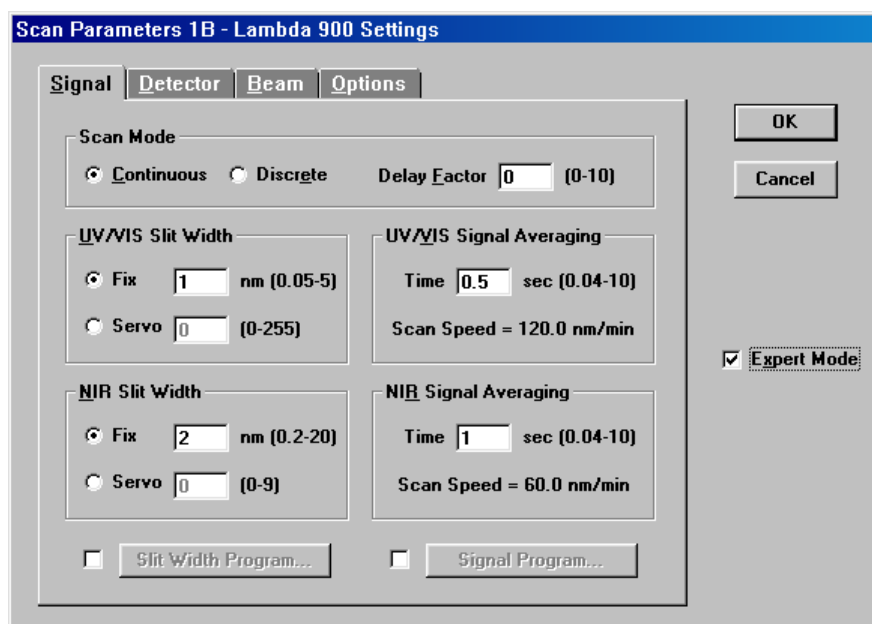 Scan Parameters 1B - Lambda 900 Settings
Signal Detector Beam Options
Scan Mode
Continuous Discrete Delay Factor 0 (0-10)
OK
Cancel
UV/VIS Slit Width
Fix 1 nm (0.05-5)
Servo 0 (0-255)
UV/VIS Signal Averaging
Time 0.5 sec (0.04-10)
Scan Speed = 120.0 nm/min
Expert Mode
NIR Slit Width
Fix 2 nm (0.2-20)
Servo 0 (0-9)
NIR Signal Averaging
Time 1 sec (0.04-10)
Scan Speed = 60.0 nm/min
Slit Width Program... Signal Program...